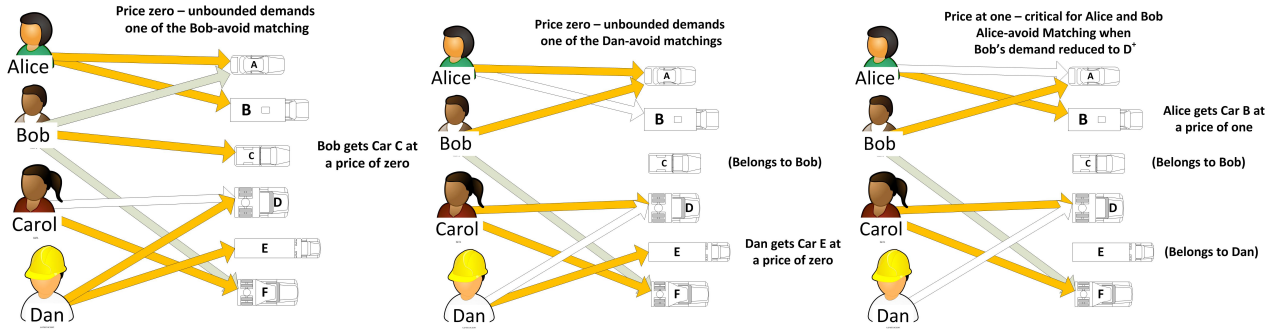 Price zero – unbounded demands
one of the Bob-avoid matching
Alice
A
B
Bob
Bob gets Car C at
a price of zero
C
D
Carol
E
F
Dan
Price zero – unbounded demands
one of the Dan-avoid matchings
Alice
A
B
Bob
C
(Belongs to Bob)
D
Carol
E
Dan gets Car E at
a price of zero
F
Dan
Price at one – critical for Alice and Bob
Alice-avoid Matching when
Bob's demand reduced to D+
Alice
A
B
Alice gets Car B at
a price of one
Bob
C
(Belongs to Bob)
D
Carol
E
(Belongs to Dan)
F
Dan